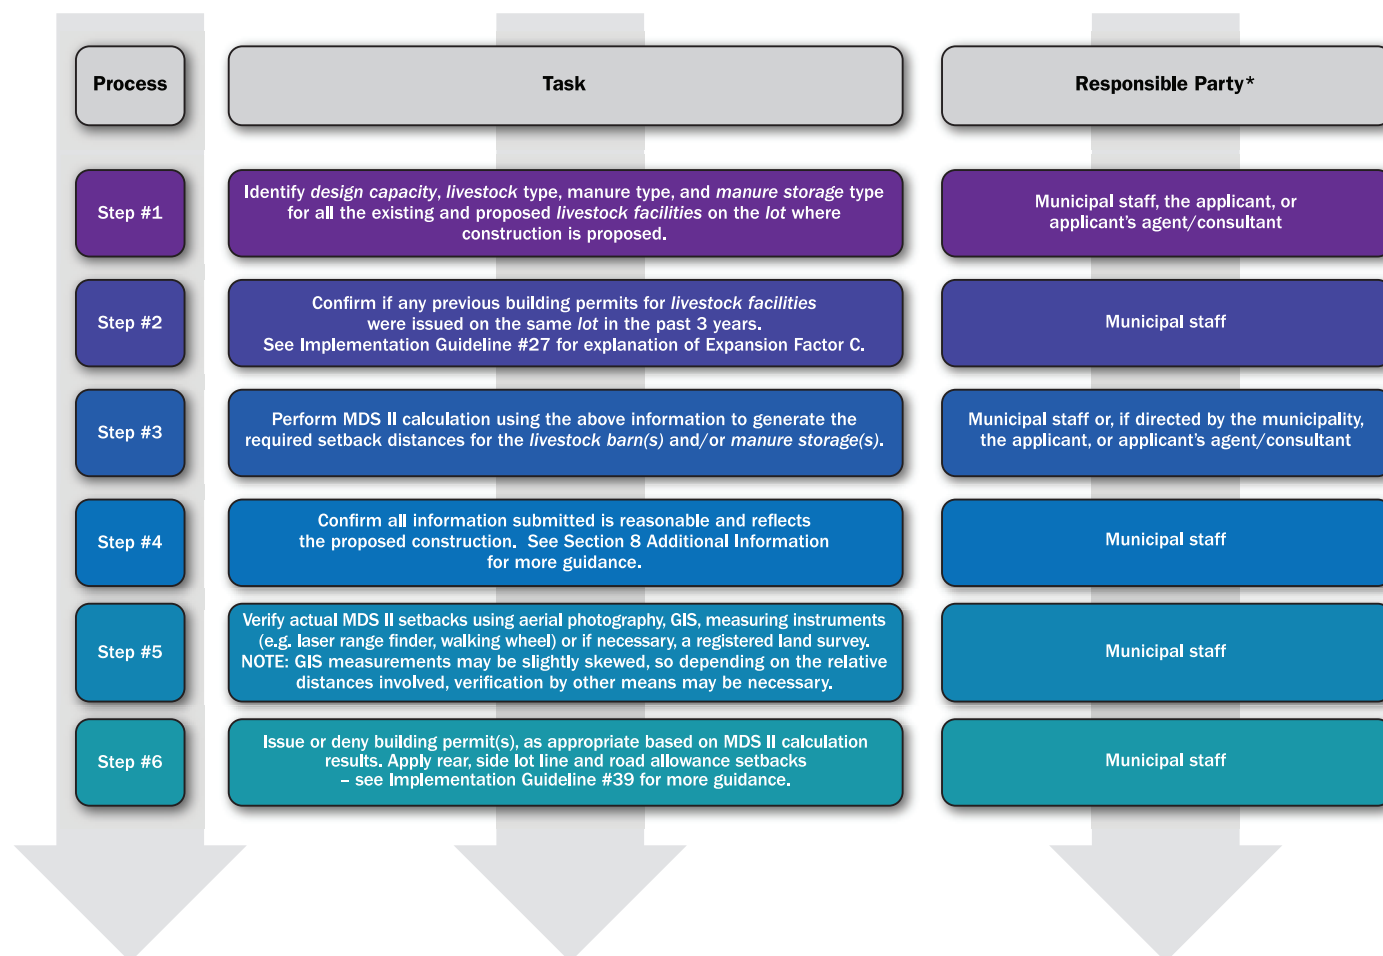 Process
Task
Responsible Party*
Step #1
Identify design capacity, livestock type, manure type, and manure storage type
for all the existing and proposed livestock facilities on the lot where
construction is proposed.
Municipal staff, the applicant, or
applicant's agent/consultant
Step #2
Confirm if any previous building permits for livestock facilities
were issued on the same lot in the past 3 years.
See Implementation Guideline #27 for explanation of Expansion Factor C.
Municipal staff
Step #3
Perform MDS II calculation using the above information to generate the
required setback distances for the livestock barn(s) and/or manure storage(s).
Municipal staff or, if directed by the municipality,
the applicant, or applicant's agent/consultant
Step #4
Confirm all information submitted is reasonable and reflects
the proposed construction.  See Section 8 Additional Information
for more guidance.
Municipal staff
Step #5
Verify actual MDS II setbacks using aerial photography, GIS, measuring instruments
(e.g. laser range finder, walking wheel) or if necessary, a registered land survey.
NOTE: GIS measurements may be slightly skewed, so depending on the relative
distances involved, verification by other means may be necessary.
Municipal staff
Step #6
Issue or deny building permit(s), as appropriate based on MDS II calculation
results. Apply rear, side lot line and road allowance setbacks
– see Implementation Guideline #39 for more guidance.
Municipal staff